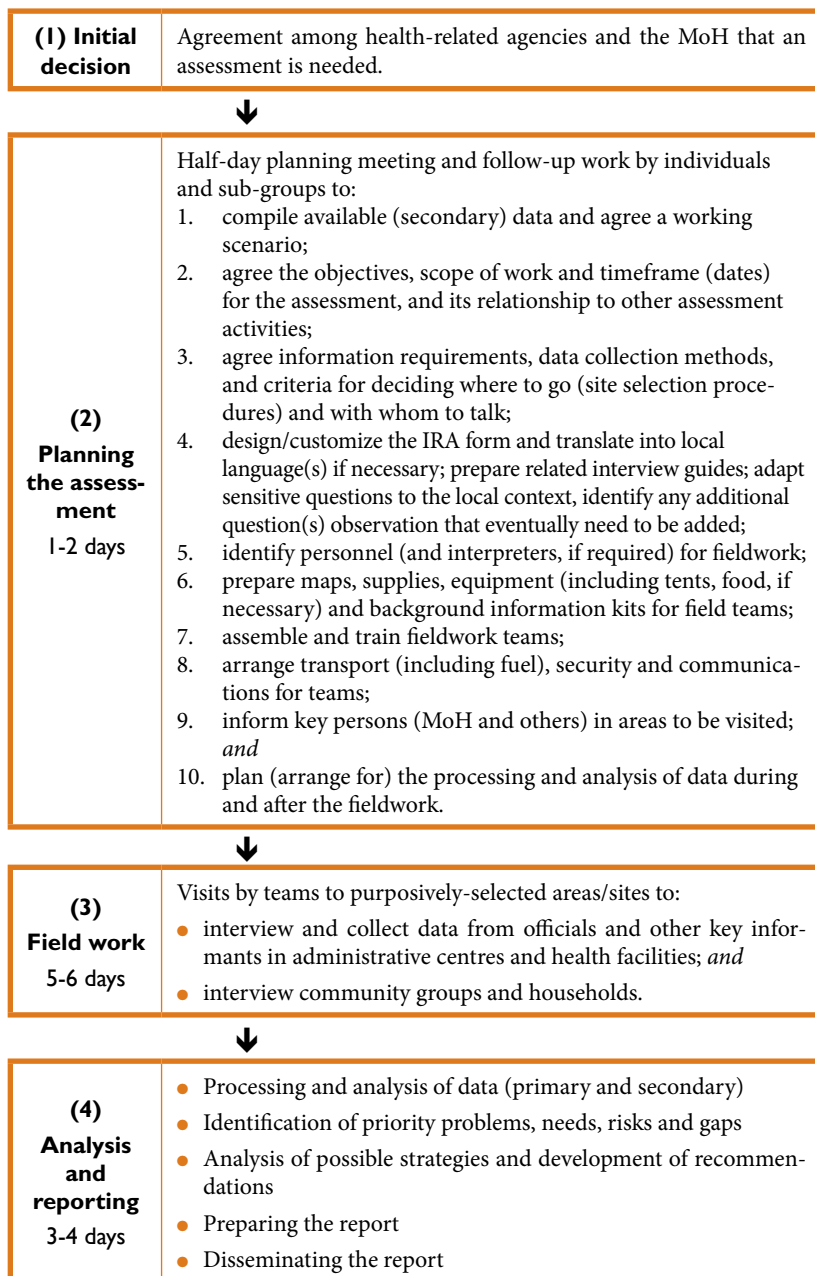 (1) Initial
decision
Agreement among health-related agencies and the MoH that an
assessment is needed.
(2)
Planning
the assess-
ment
1-2 days
Half-day planning meeting and follow-up work by individuals
and sub-groups to:
1. compile available (secondary) data and agree a working
scenario;
2. agree the objectives, scope of work and timeframe (dates)
for the assessment, and its relationship to other assessment
activities;
3. agree information requirements, data collection methods,
and criteria for deciding where to go (site selection proce-
dures) and with whom to talk;
4. design/customize the IRA form and translate into local
language(s) if necessary; prepare related interview guides; adapt
sensitive questions to the local context, identify any additional
question(s) observation that eventually need to be added;
5. identify personnel (and interpreters, if required) for fieldwork;
6. prepare maps, supplies, equipment (including tents, food, if
necessary) and background information kits for field teams;
7. assemble and train fieldwork teams;
8. arrange transport (including fuel), security and communica-
tions for teams;
9. inform key persons (MoH and others) in areas to be visited;
and
10. plan (arrange for) the processing and analysis of data during
and after the fieldwork.
(3)
Field work
5-6 days
Visits by teams to purposively-selected areas/sites to:
• interview and collect data from officials and other key infor-
mants in administrative centres and health facilities; and
• interview community groups and households.
(4)
Analysis
and
reporting
3-4 days
• Processing and analysis of data (primary and secondary)
• Identification of priority problems, needs, risks and gaps
• Analysis of possible strategies and development of recommen-
dations
• Preparing the report
• Disseminating the report